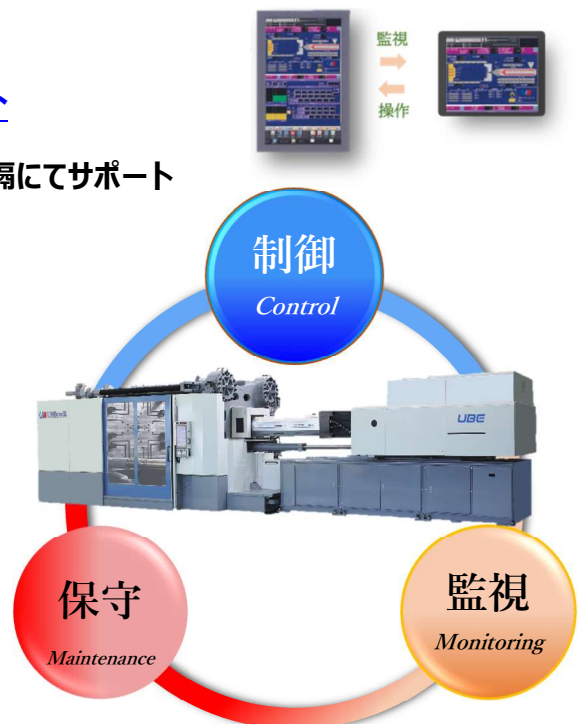 監視
操作
ト
隔にてサポート
制御
Control
UBE
保守
Maintenance
監視
Monitoring